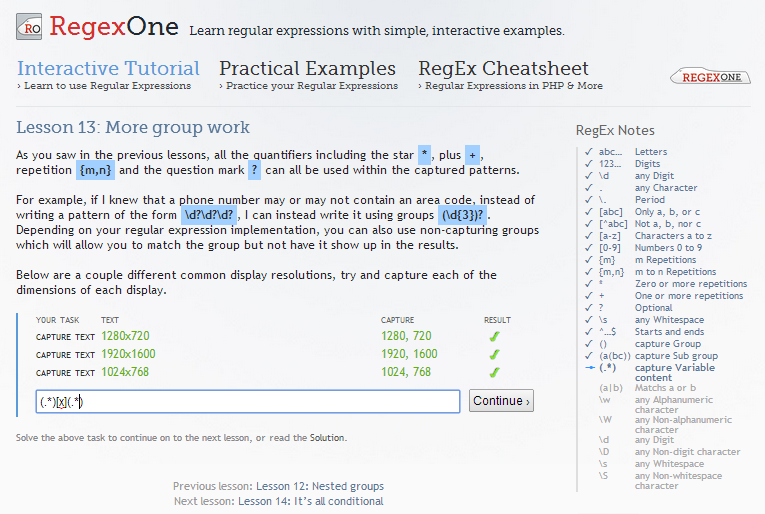 RO RegexOne Learn regular expressions with simple, interactive examples.
Interactive Tutorial
› Learn to use Regular Expressions
Practical Examples
› Practice your Regular Expressions
RegEx Cheatsheet
› Regular Expressions in PHP & More
REGEXONE
Lesson 13: More group work
As you saw in the previous lessons, all the quantifiers including the star * , plus + ,
repetition {m,n} and the question mark ? can all be used within the captured patterns.
For example, if I knew that a phone number may or may not contain an area code, instead of
writing a pattern of the form \d?\d?\d? , I can instead write it using groups (\d{3})? .
Depending on your regular expression implementation, you can also use non-capturing groups
which will allow you to match the group but not have it show up in the results.
Below are a couple different common display resolutions, try and capture each of the
dimensions of each display.
YOUR TASK TEXT CAPTURE RESULT
CAPTURE TEXT 1280x720 1280, 720
CAPTURE TEXT 1920x1600 1920, 1600
CAPTURE TEXT 1024x768 1024, 768
(.*)[x](.*)
Continue ›
Solve the above task to continue on to the next lesson, or read the Solution.
Previous lesson: Lesson 12: Nested groups
Next lesson: Lesson 14: It's all conditional
RegEx Notes
✓ abc... Letters
✓ 123... Digits
✓ \d any Digit
✓ . any Character
✓ \. Period
✓ [abc] Only a, b, or c
✓ [^abc] Not a, b, nor c
✓ [a-z] Characters a to z
✓ [0-9] Numbers 0 to 9
✓ {m} m Repetitions
✓ {m,n} m to n Repetitions
✓ * Zero or more repetitions
✓ + One or more repetitions
✓ ? Optional
✓ \s any Whitespace
✓ ^...$ Starts and ends
✓ () capture Group
✓ (a(bc)) capture Sub group
→ (.*) capture Variable
content
(a|b) Matchs a or b
\w any Alphanumeric
character
\W any Non-alphanumeric
character
\d any Digit
\D any Non-digit character
\s any Whitespace
\S any Non-whitespace
character